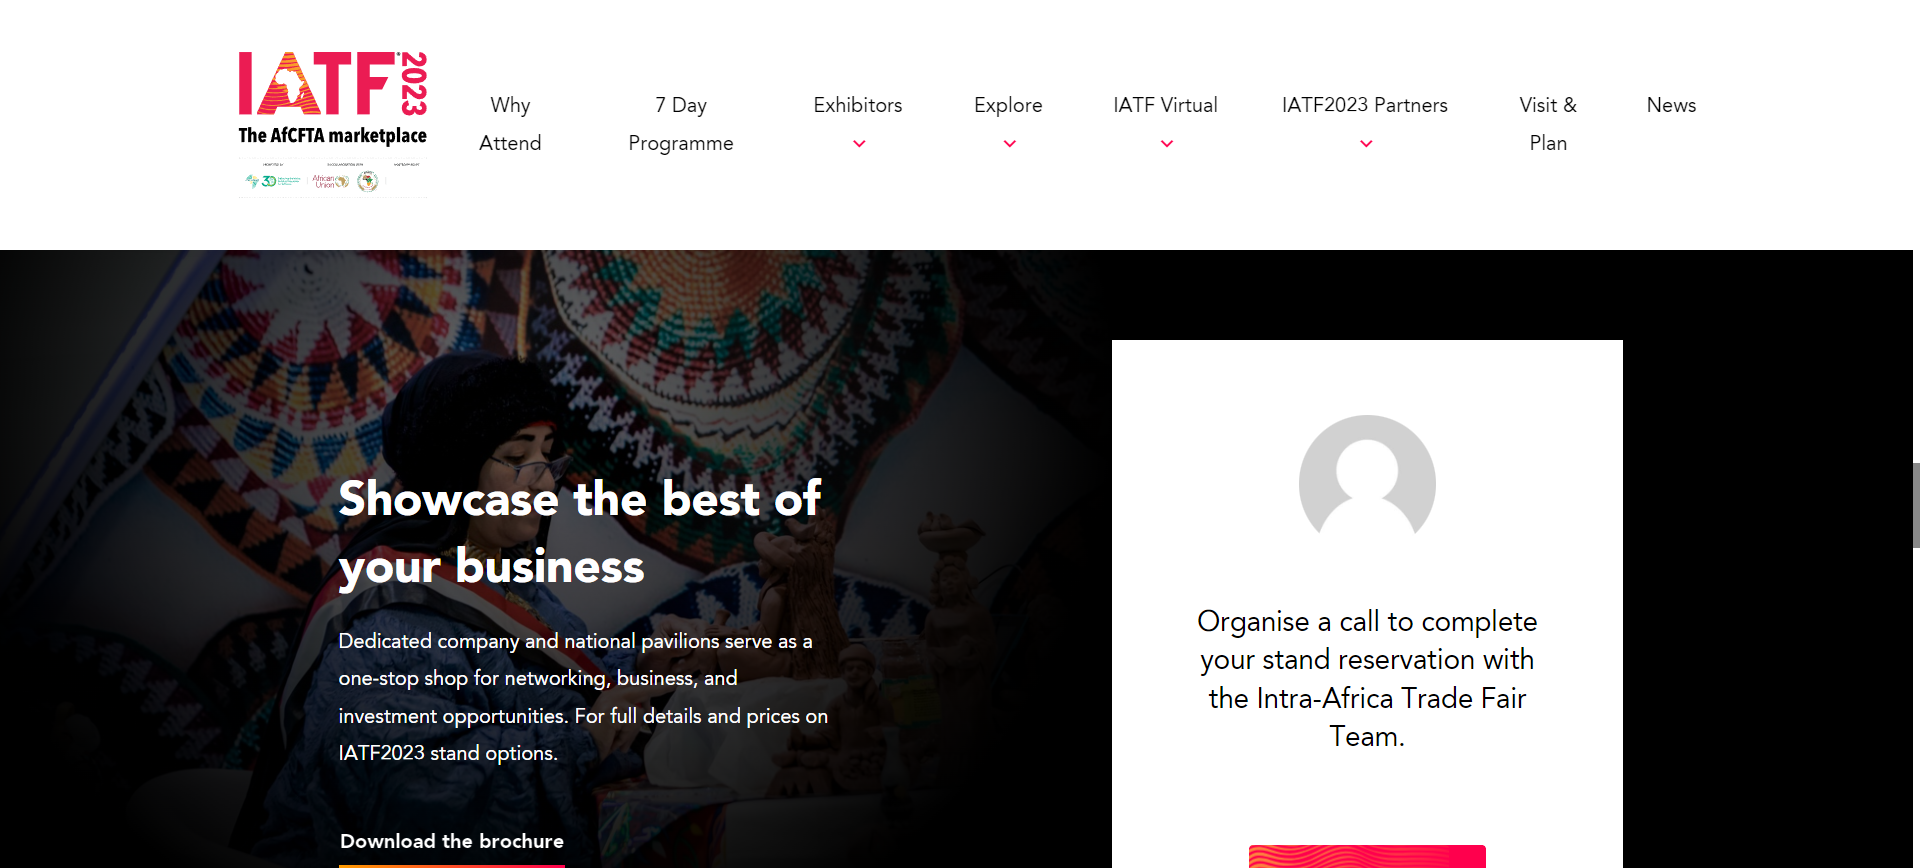 IATF 2023
The AfCFTA marketplace
African
Union
Why
Attend
7 Day
Programme
Exhibitors
Explore
IATF Virtual
IATF2023 Partners
Visit &
Plan
News
Showcase the best of
your business
Dedicated company and national pavilions serve as a
one-stop shop for networking, business, and
investment opportunities. For full details and prices on
IATF2023 stand options.
Download the brochure
Organise a call to complete
your stand reservation with
the Intra-Africa Trade Fair
Team.